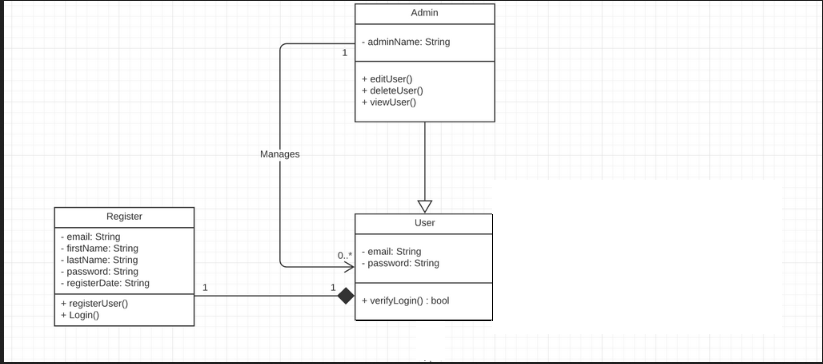 Admin
- adminName: String
1
+ editUser()
+ deleteUser()
+ viewUser()
Manages
Register
- email: String
- firstName: String
- lastName: String
- password: String
- registerDate: String
+ registerUser()
+ Login()
1
1
0..*
User
- email: String
- password: String
+ verifyLogin() : bool